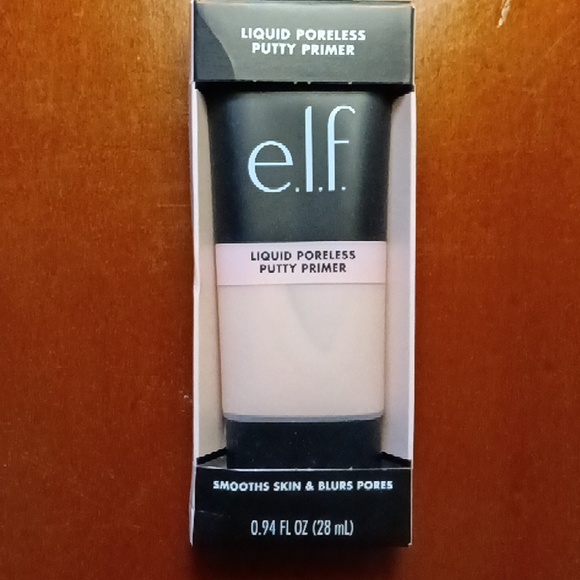 LIQUID PORELESS
PUTTY PRIMER
e.l.f.
LIQUID PORELESS
PUTTY PRIMER
SMOOTHS SKIN & BLURS PORES
0.94 FL OZ (28 mL)